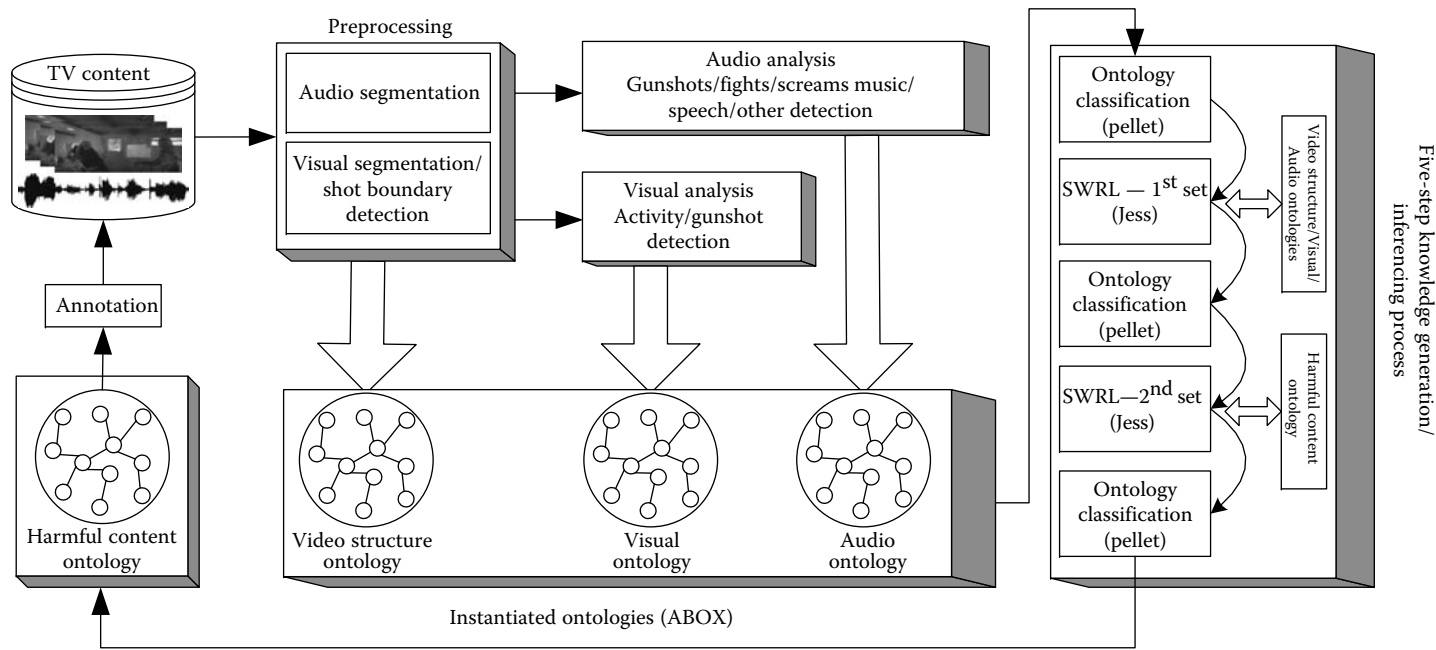 Preprocessing
TV content
Audio segmentation
Visual segmentation/
shot boundary
detection
Audio analysis
Gunshots/fights/screams music/
speech/other detection
Visual analysis
Activity/gunshot
detection
Annotation
Harmful content
ontology
Video structure
ontology
Visual
ontology
Audio
ontology
Instantiated ontologies (ABOX)
Ontology
classification
(pellet)
SWRL — 1st set
(Jess)
Ontology
classification
(pellet)
SWRL—2nd set
(Jess)
Ontology
classification
(pellet)
Video structure/Visual/
Audio ontologies
Harmful content
ontology
Five-step knowledge generation/
inferencing process